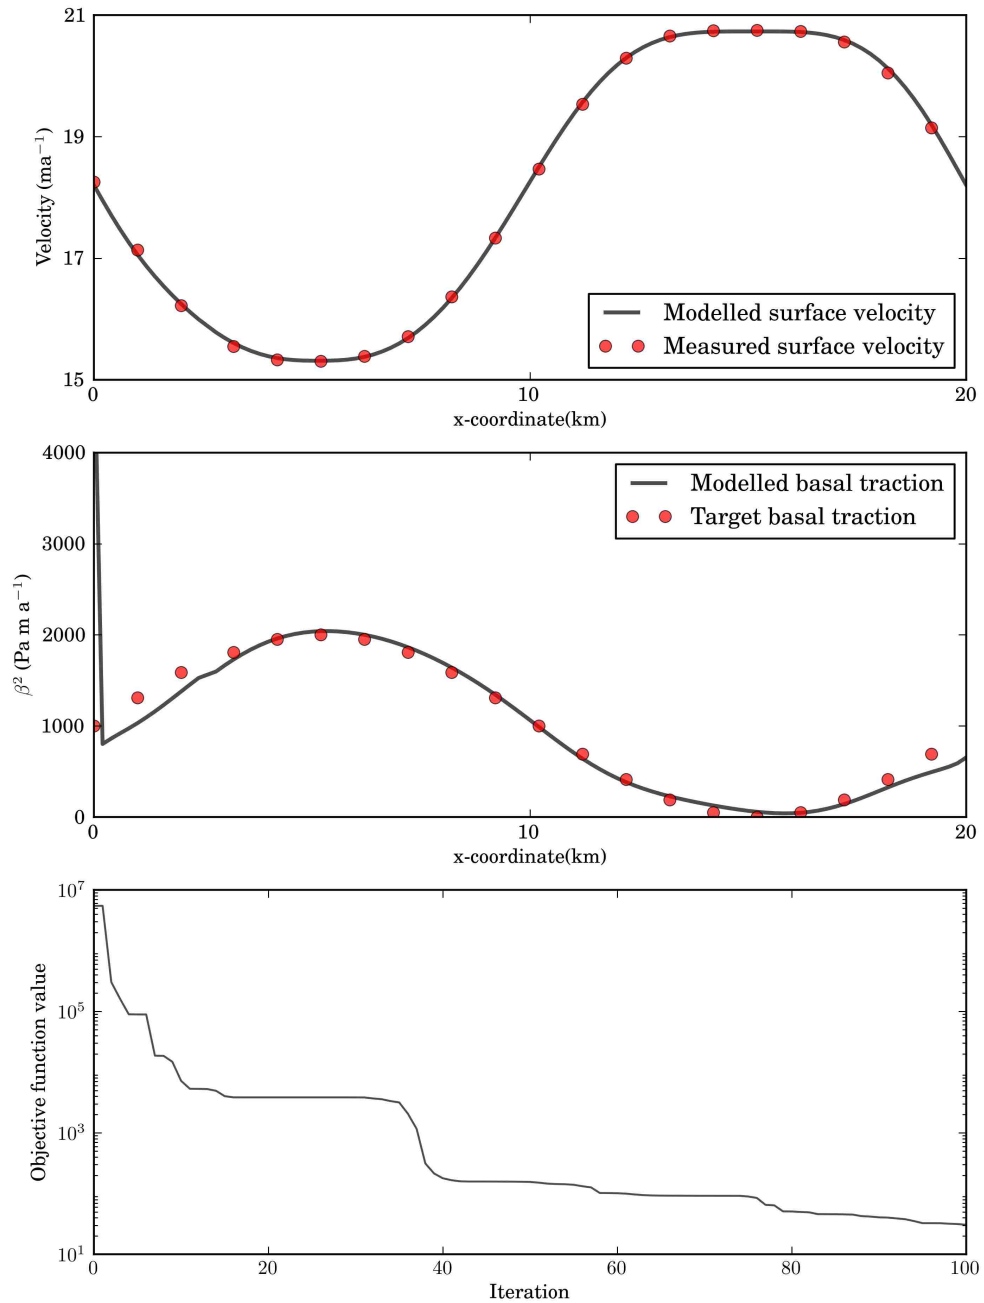 21
19
17
15
Velocity (ma⁻¹)
Modelled surface velocity
Measured surface velocity
0 10 20
x-coordinate(km)
4000
3000
2000
1000
0
β² (Pa m a⁻¹)
Modelled basal traction
Target basal traction
0 10 20
x-coordinate(km)
10⁷
10⁵
10³
10¹
Objective function value
0 20 40 60 80 100
Iteration